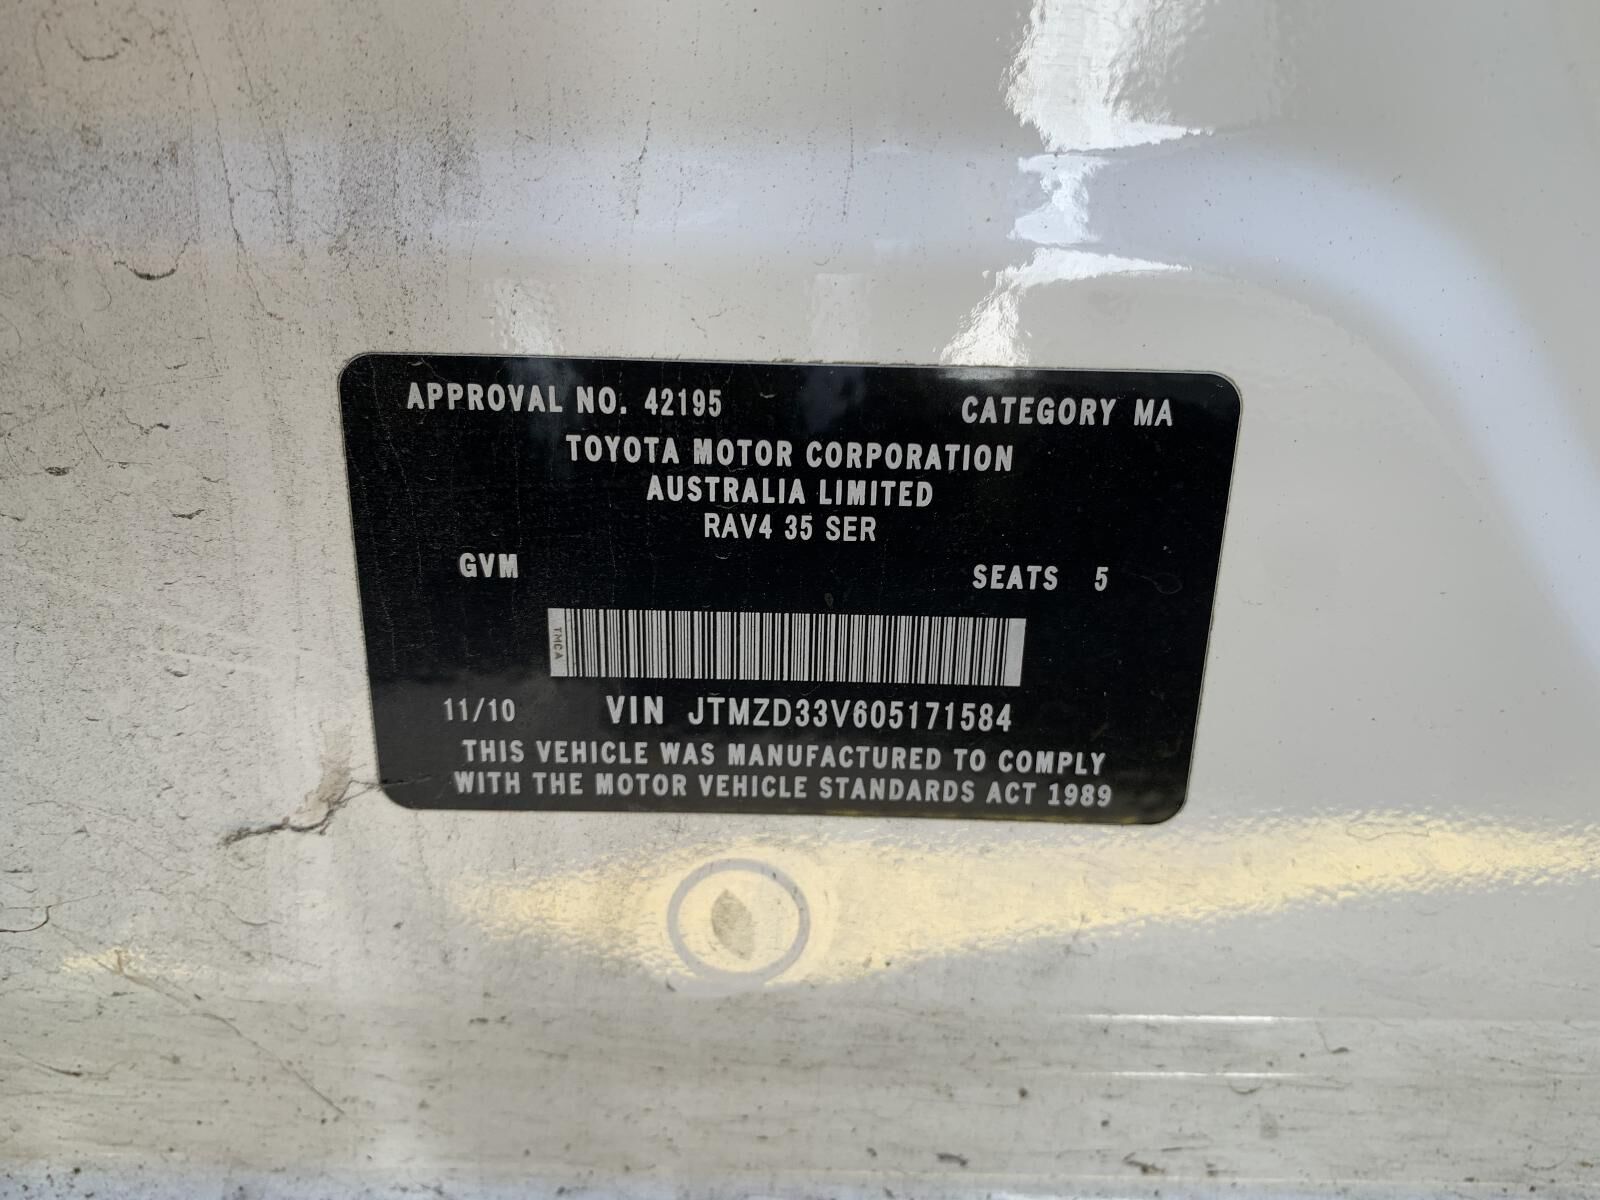 APPROVAL NO. 42195 CATEGORY MA
TOYOTA MOTOR CORPORATION
AUSTRALIA LIMITED
RAV4 35 SER
GVM SEATS 5
TMCA
11/10 VIN JTMZD33V605171584
THIS VEHICLE WAS MANUFACTURED TO COMPLY
WITH THE MOTOR VEHICLE STANDARDS ACT 1989